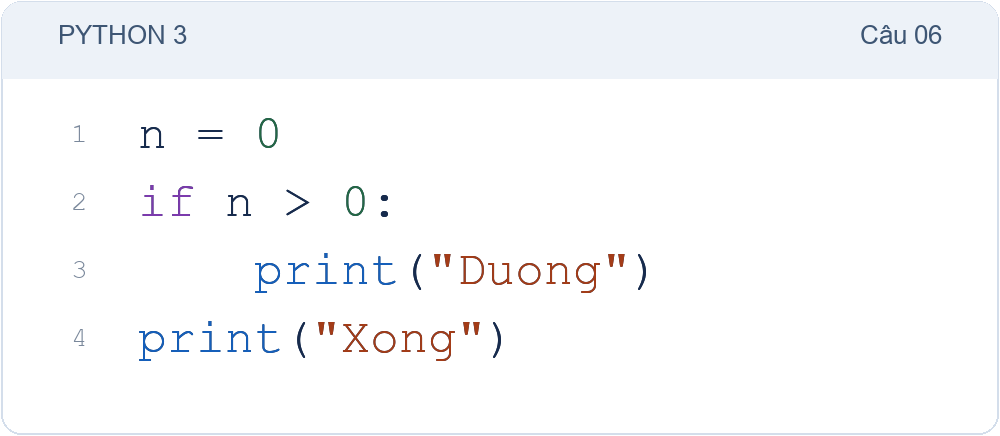 PYTHON 3 Câu 06
1 n = 0
2 if n > 0:
3     print("Duong")
4 print("Xong")